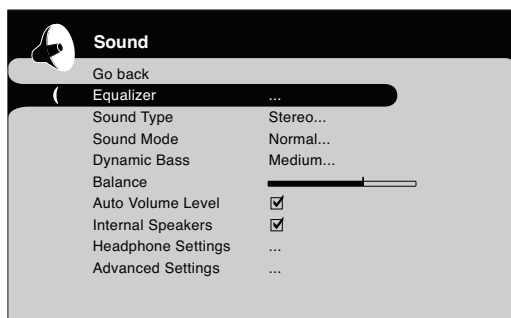 Sound
Go back
Equalizer ...
Sound Type Stereo...
Sound Mode Normal...
Dynamic Bass Medium...
Balance
Auto Volume Level
Internal Speakers
Headphone Settings ...
Advanced Settings ...